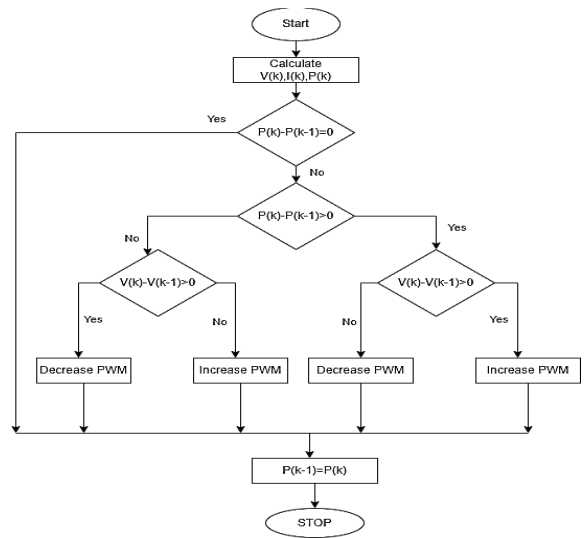 Start
Calculate
V(k),I(k),P(k)
Yes
P(k)-P(k-1)=0
No
P(k)-P(k-1)>0
No
Yes
V(k)-V(k-1)>0
V(k)-V(k-1)>0
Yes
No
No
Yes
Decrease PWM
Increase PWM
Decrease PWM
Increase PWM
P(k-1)=P(k)
STOP